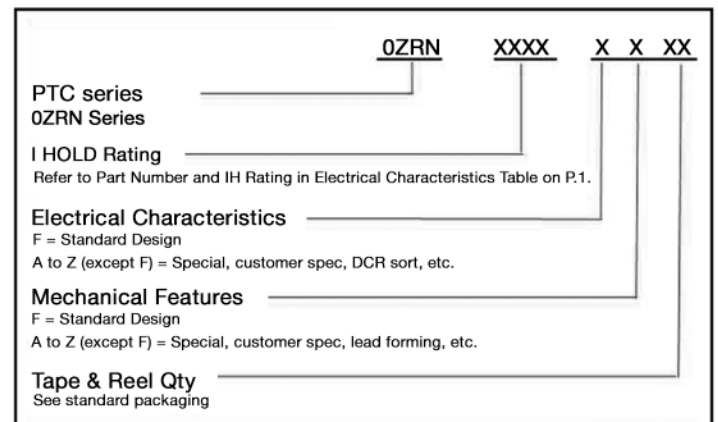 0ZRN XXXX X X XX
PTC series
0ZRN Series
I HOLD Rating
Refer to Part Number and IH Rating in Electrical Characteristics Table on P.1.
Electrical Characteristics
F = Standard Design
A to Z (except F) = Special, customer spec, DCR sort, etc.
Mechanical Features
F = Standard Design
A to Z (except F) = Special, customer spec, lead forming, etc.
Tape & Reel Qty
See standard packaging